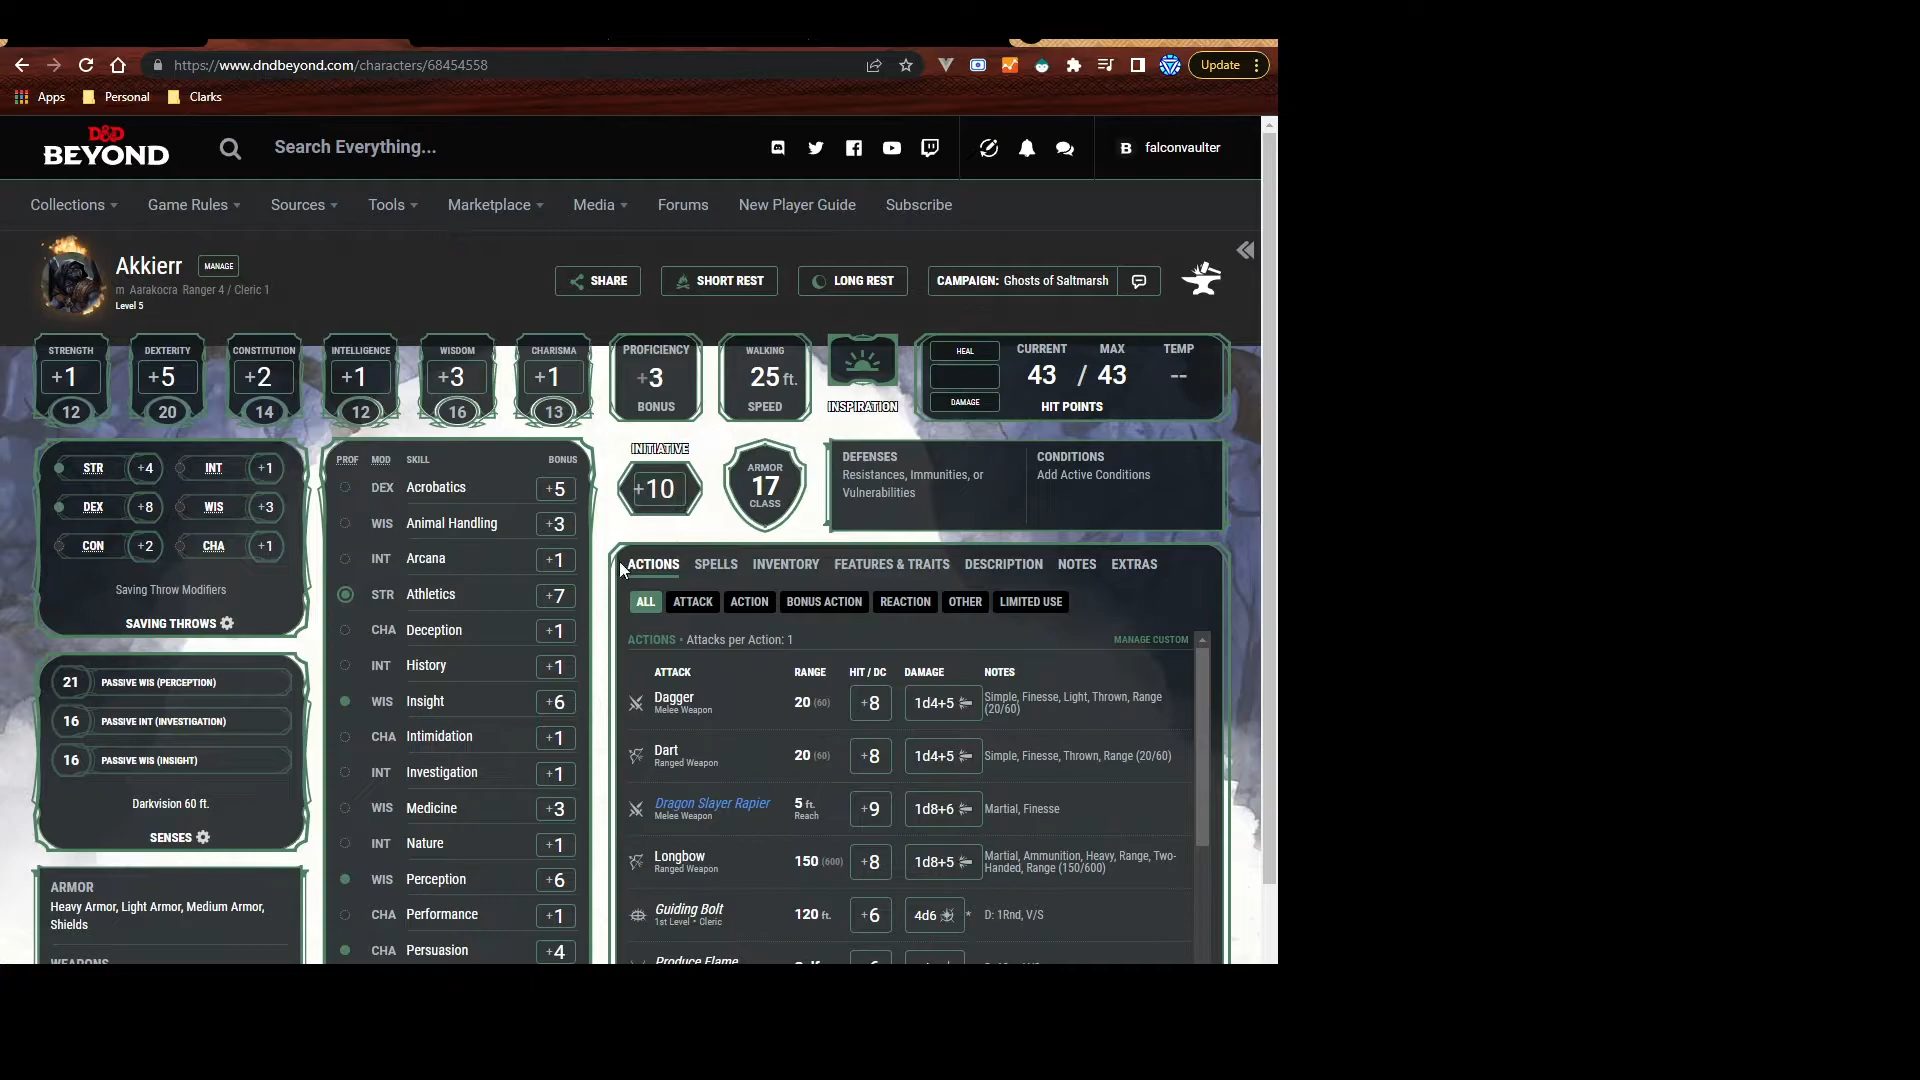 https://www.dndbeyond.com/characters/68454558
Update
Apps Personal Clarks
D&D
BEYOND
Search Everything...
falconvaulter
Collections Game Rules Sources Tools Marketplace Media Forums New Player Guide Subscribe
Akkierr MANAGE
m Aarakocra Ranger 4 / Cleric 1
Level 5
SHARE SHORT REST LONG REST CAMPAIGN: Ghosts of Saltmarsh
STRENGTH
+1
12
DEXTERITY
+5
20
CONSTITUTION
+2
14
INTELLIGENCE
+1
12
WISDOM
+3
16
CHARISMA
+1
13
PROFICIENCY
+3
BONUS
WALKING
25 ft.
SPEED
INSPIRATION
HEAL
DAMAGE
CURRENT MAX TEMP
43 / 43 --
HIT POINTS
STR +4 INT +1
DEX +8 WIS +3
CON +2 CHA +1
Saving Throw Modifiers
SAVING THROWS
21 PASSIVE WIS (PERCEPTION)
16 PASSIVE INT (INVESTIGATION)
16 PASSIVE WIS (INSIGHT)
Darkvision 60 ft.
SENSES
ARMOR
Heavy Armor, Light Armor, Medium Armor,
Shields
WEAPONS
PROF MOD SKILL BONUS
DEX Acrobatics +5
WIS Animal Handling +3
INT Arcana +1
STR Athletics +7
CHA Deception +1
INT History +1
WIS Insight +6
CHA Intimidation +1
INT Investigation +1
WIS Medicine +3
INT Nature +1
WIS Perception +6
CHA Performance +1
CHA Persuasion +4
INITIATIVE
+10
ARMOR
17
CLASS
DEFENSES
Resistances, Immunities, or
Vulnerabilities
CONDITIONS
Add Active Conditions
ACTIONS SPELLS INVENTORY FEATURES & TRAITS DESCRIPTION NOTES EXTRAS
ALL ATTACK ACTION BONUS ACTION REACTION OTHER LIMITED USE
ACTIONS • Attacks per Action: 1 MANAGE CUSTOM
ATTACK RANGE HIT / DC DAMAGE NOTES
Dagger
Melee Weapon
20 (60) +8 1d4+5
Simple, Finesse, Light, Thrown, Range
(20/60)
Dart
Ranged Weapon
20 (60) +8 1d4+5 Simple, Finesse, Thrown, Range (20/60)
Dragon Slayer Rapier
Melee Weapon
5 ft.
Reach
+9 1d8+6 Martial, Finesse
Longbow
Ranged Weapon
150 (600) +8 1d8+5
Martial, Ammunition, Heavy, Range, Two-
Handed, Range (150/600)
Guiding Bolt
1st Level • Cleric
120 ft. +6 4d6 * D: 1Rnd, V/S
Produce Flame